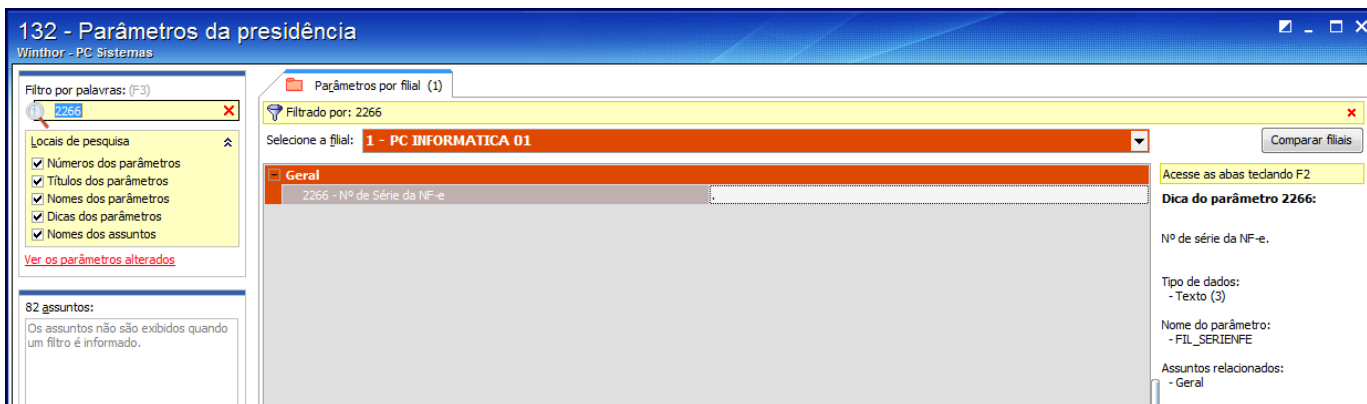 132 - Parâmetros da presidência
Winthor - PC Sistemas
Filtro por palavras: (F3)
2266
Locais de pesquisa
Números dos parâmetros
Títulos dos parâmetros
Nomes dos parâmetros
Dicas dos parâmetros
Nomes dos assuntos
Ver os parâmetros alterados
82 assuntos:
Os assuntos não são exibidos quando
um filtro é informado.
Parâmetros por filial (1)
Filtrado por: 2266
Selecione a filial: 1 - PC INFORMATICA 01
Comparar filiais
Geral
2266 - Nº de Série da NF-e .
Acesse as abas teclando F2
Dica do parâmetro 2266:
Nº de série da NF-e.
Tipo de dados:
- Texto (3)
Nome do parâmetro:
- FIL_SERIENFE
Assuntos relacionados:
- Geral